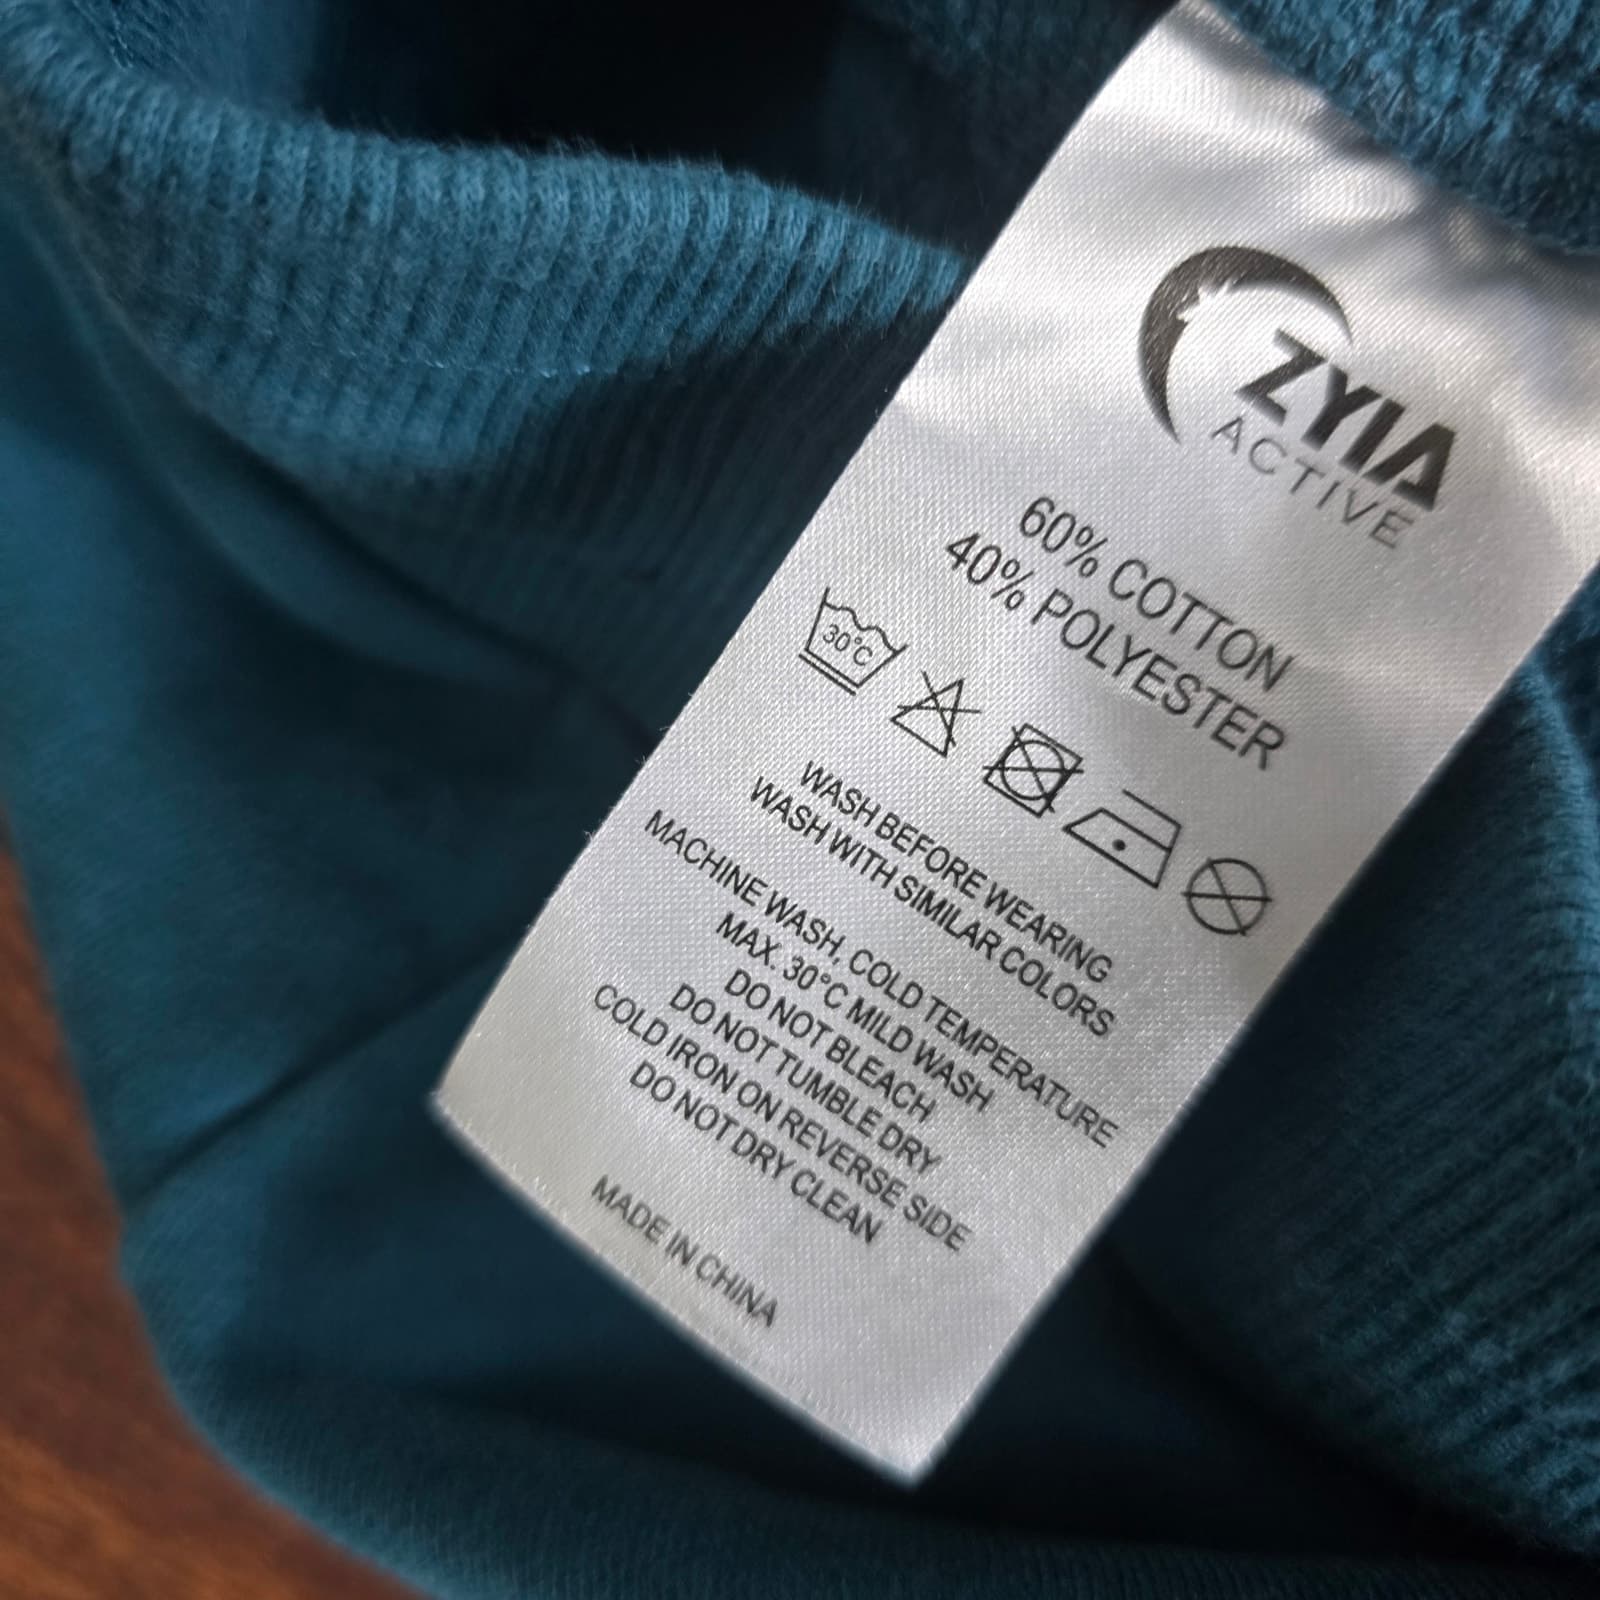 ZYIA
ACTIVE
60% COTTON
40% POLYESTER
30°C
WASH BEFORE WEARING
WASH WITH SIMILAR COLORS
MACHINE WASH, COLD TEMPERATURE
MAX. 30°C MILD WASH
DO NOT BLEACH
DO NOT TUMBLE DRY
COLD IRON ON REVERSE SIDE
DO NOT DRY CLEAN
MADE IN CHINA